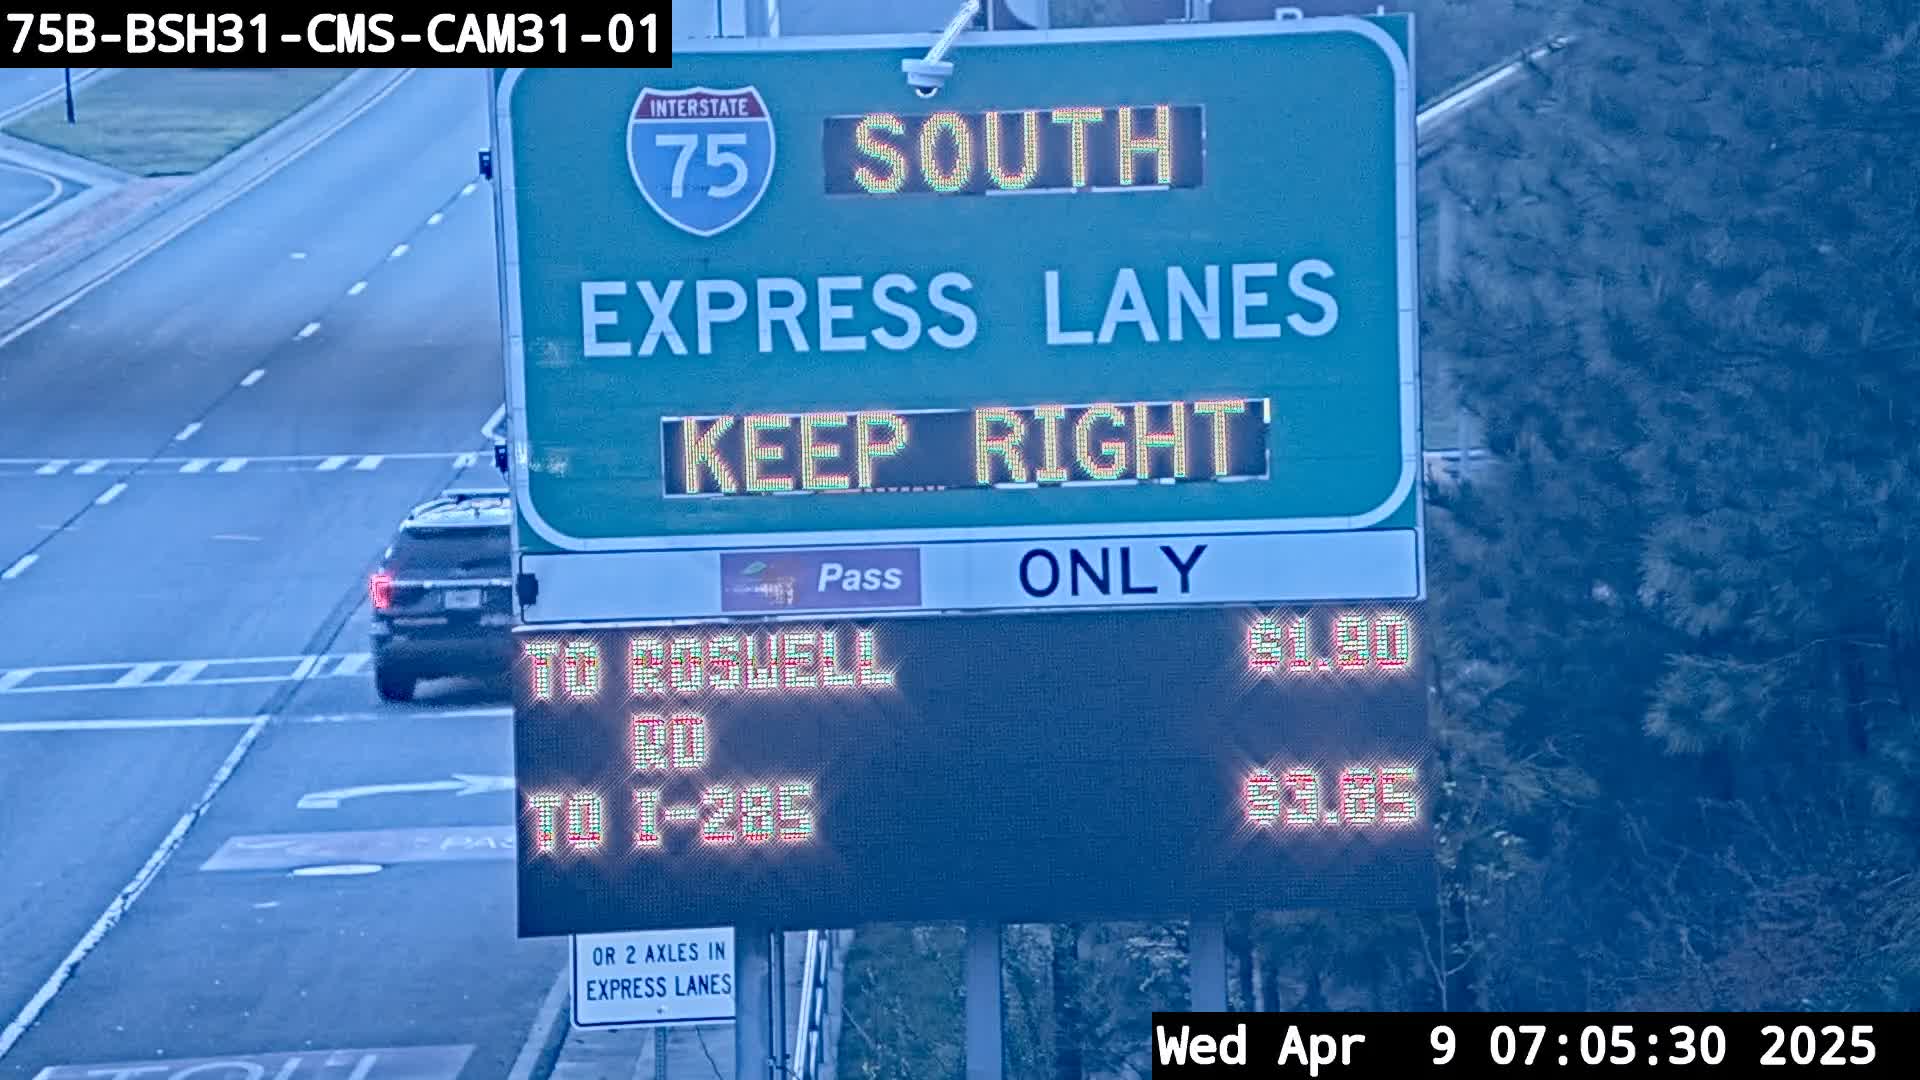 75B-BSH31-CMS-CAM31-01
INTERSTATE
75
SOUTH
EXPRESS LANES
KEEP RIGHT
Pass ONLY
TO ROSWELL $1.90
RD
TO I-285 $3.85
OR 2 AXLES IN
EXPRESS LANES
Wed Apr 9 07:05:30 2025